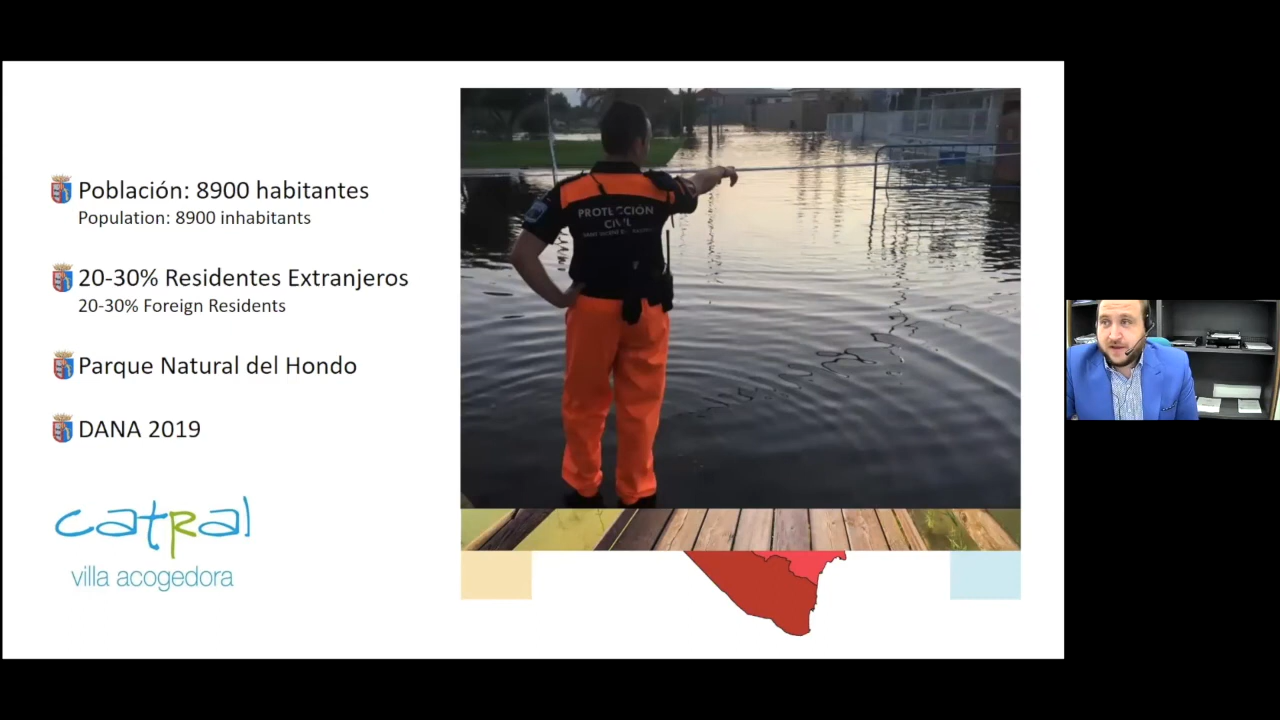 Población: 8900 habitantes
Population: 8900 inhabitants
20-30% Residentes Extranjeros
20-30% Foreign Residents
Parque Natural del Hondo
DANA 2019
catRal
villa acogedora
PROTECCIÓN
CIVIL